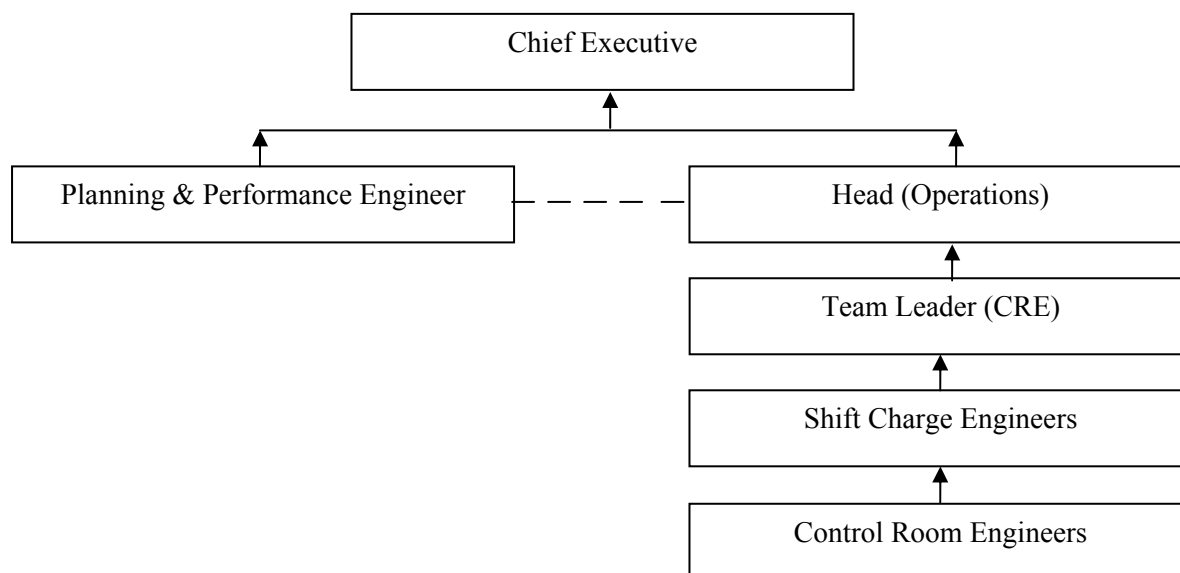 Chief Executive
Planning & Performance Engineer
Head (Operations)
Team Leader (CRE)
Shift Charge Engineers
Control Room Engineers